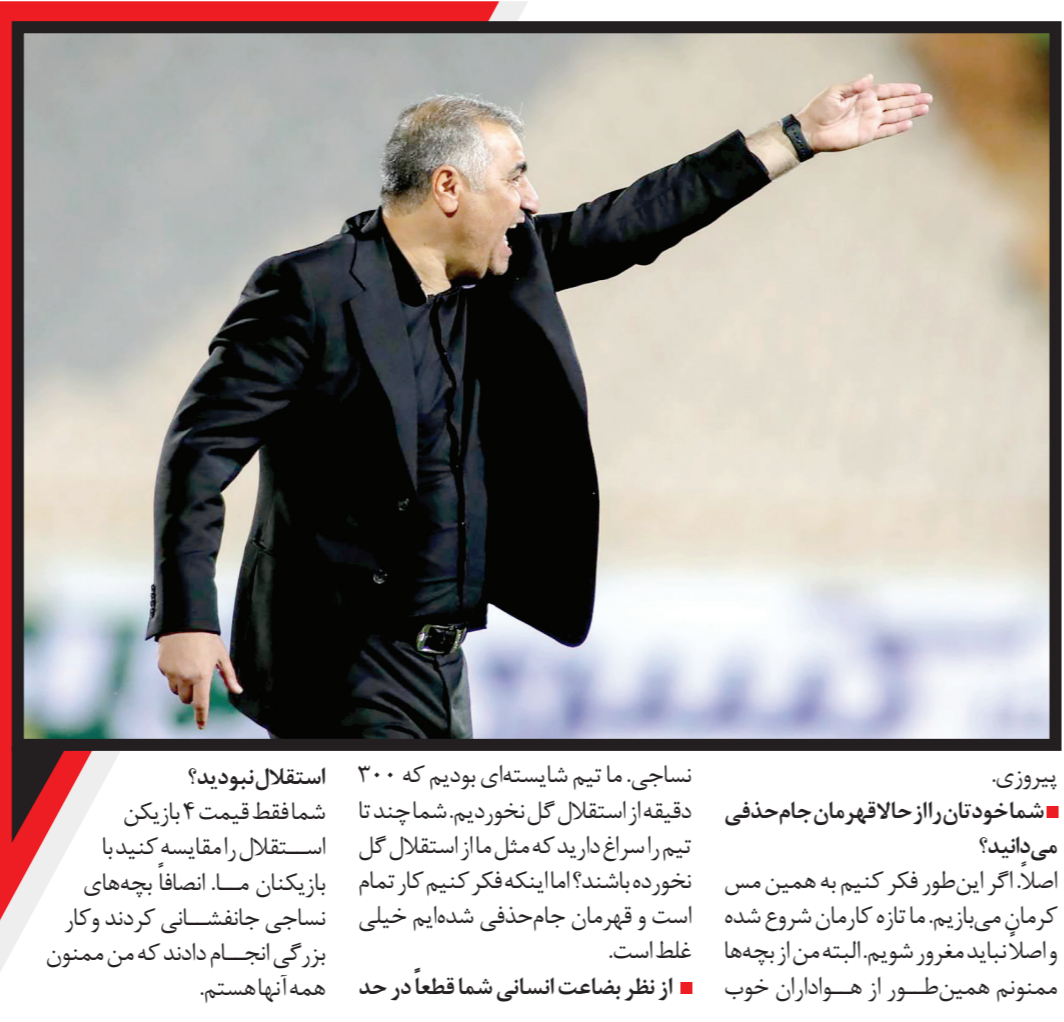 پیروزی.
■ شما خودتان را از حالا قهرمان جام حذفی
می‌دانید؟
اصلاً. اگر این‌طور فکر کنیم به همین مس
کرمان می‌بازیم. ما تازه کارمان شروع شده
و اصلاً نباید مغرور شویم. البته من از بچه‌ها
ممنونم همین‌طــور از هــواداران خوب
نساجی. ما تیم شایسته‌ای بودیم که ۳۰۰
دقیقه از استقلال گل نخوردیم. شما چند تا
تیم را سراغ دارید که مثل ما از استقلال گل
نخورده باشند؟ اما اینکه فکر کنیم کار تمام
است و قهرمان جام‌حذفی شده‌ایم خیلی
غلط است.
■ از نظر بضاعت انسانی شما قطعاً در حد
استقلال نبودید؟
شما فقط قیمت ۴ بازیکن
اســتقلال را مقایسه کنید با
بازیکنان مــا. انصافاً بچه‌های
نساجی جانفشــانی کردند و کار
بزرگی انجــام دادند که من ممنون
همه آنها هستم.